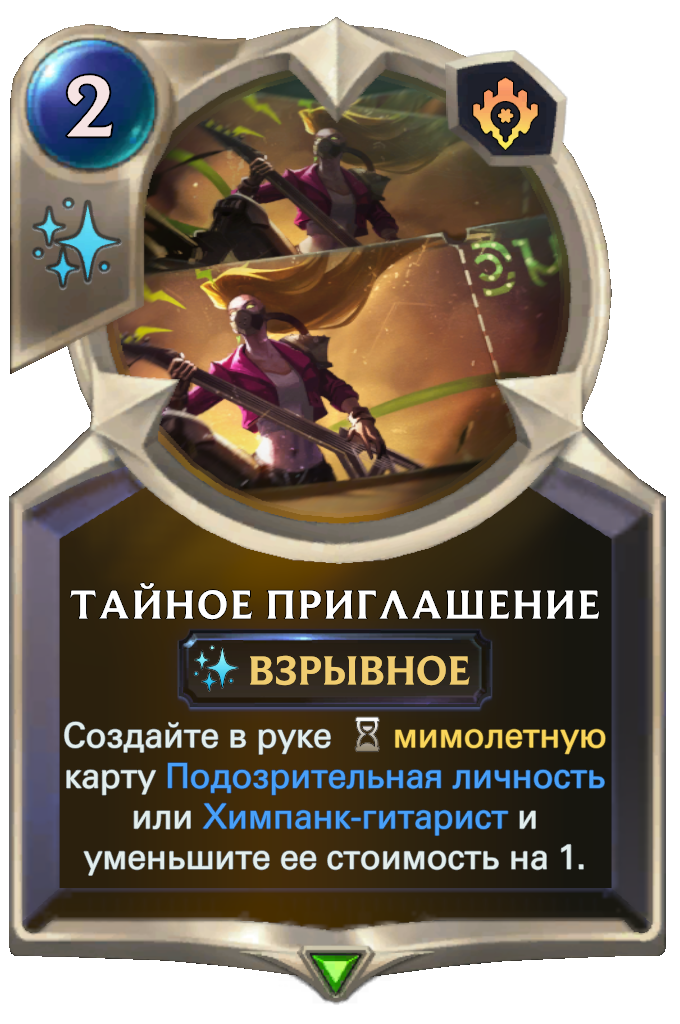 2
ТАЙНОЕ ПРИГЛАШЕНИЕ
ВЗРЫВНОЕ
Создайте в руке мимолетную
карту Подозрительная личность
или Химпанк-гитарист и
уменьшите ее стоимость на 1.